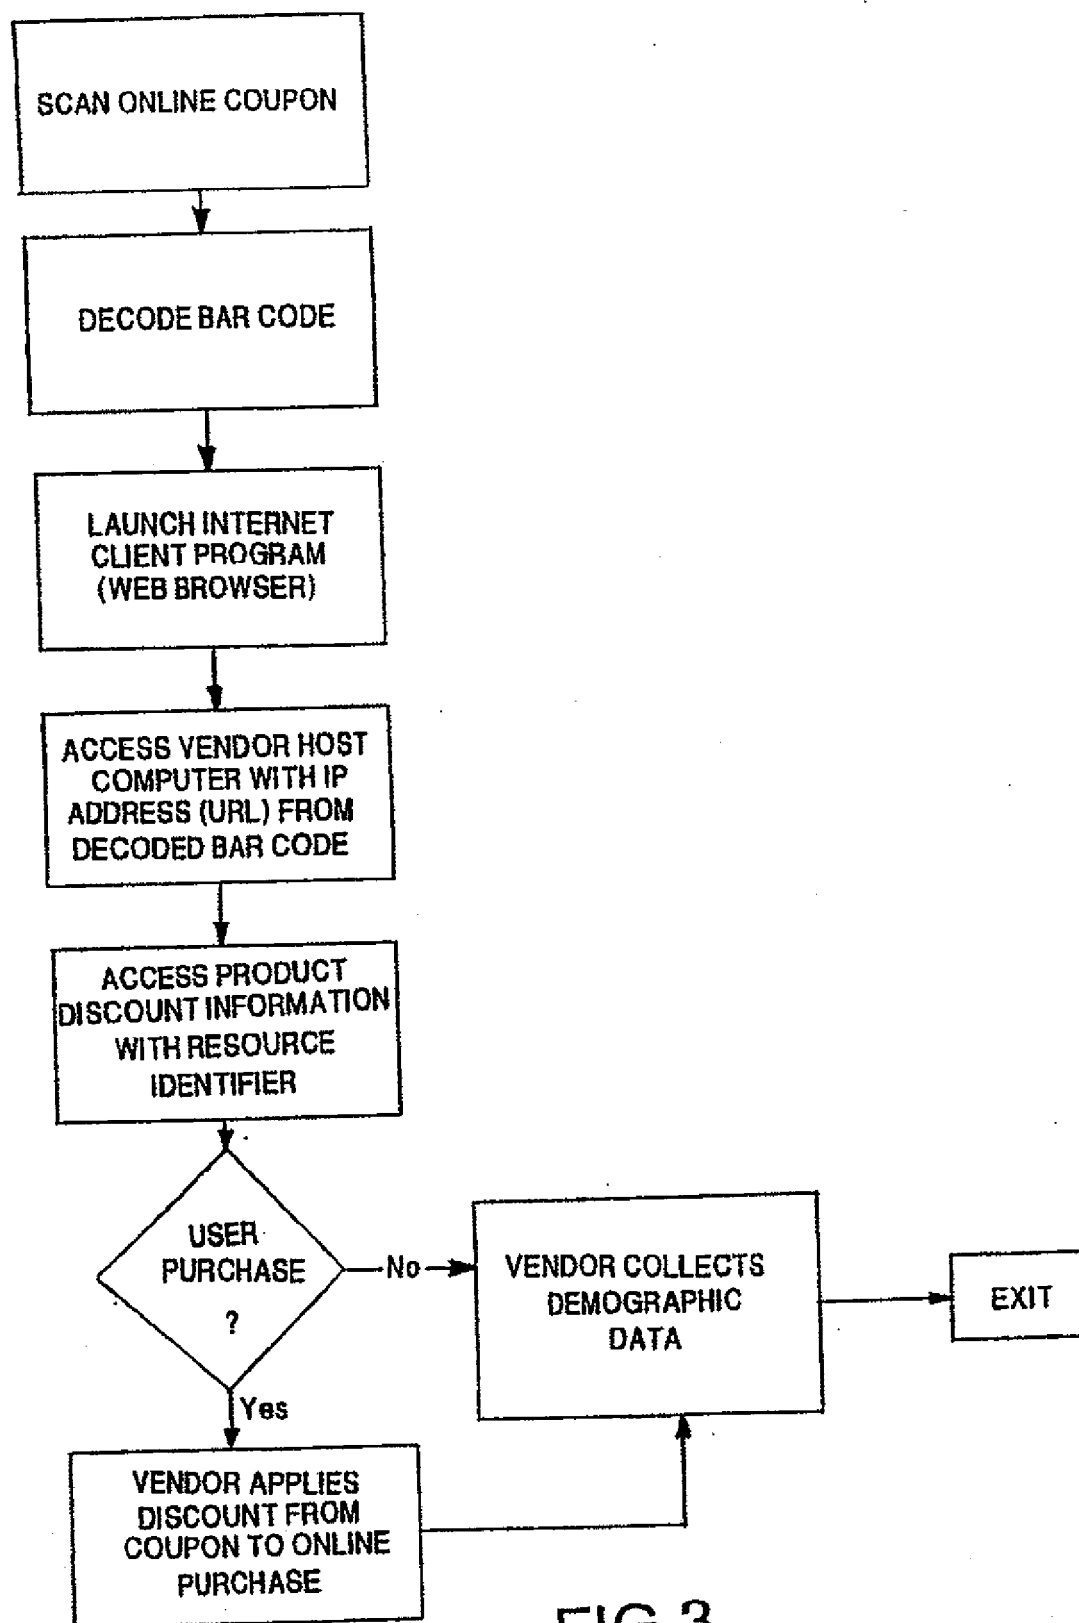 SCAN ONLINE COUPON
DECODE BAR CODE
LAUNCH INTERNET
CLIENT PROGRAM
(WEB BROWSER)
ACCESS VENDOR HOST
COMPUTER WITH IP
ADDRESS (URL) FROM
DECODED BAR CODE
ACCESS PRODUCT
DISCOUNT INFORMATION
WITH RESOURCE
IDENTIFIER
USER
PURCHASE
?
No
VENDOR COLLECTS
DEMOGRAPHIC
DATA
EXIT
Yes
VENDOR APPLIES
DISCOUNT FROM
COUPON TO ONLINE
PURCHASE
FIG 3